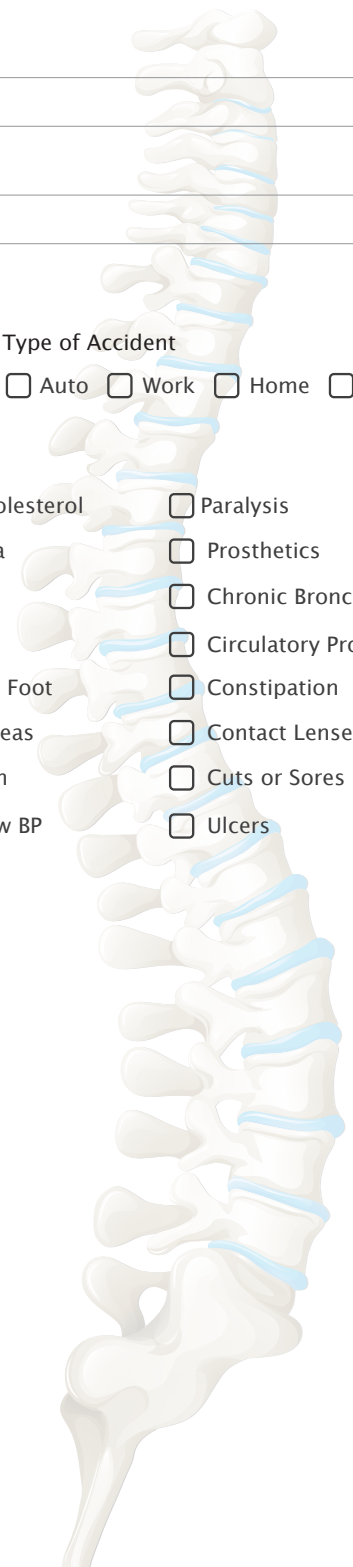 Type of Accident
Auto Work Home
olesterol Paralysis
a Prosthetics
Chronic Bronc
Circulatory Pro
Foot Constipation
eas Contact Lense
Cuts or Sores
w BP Ulcers